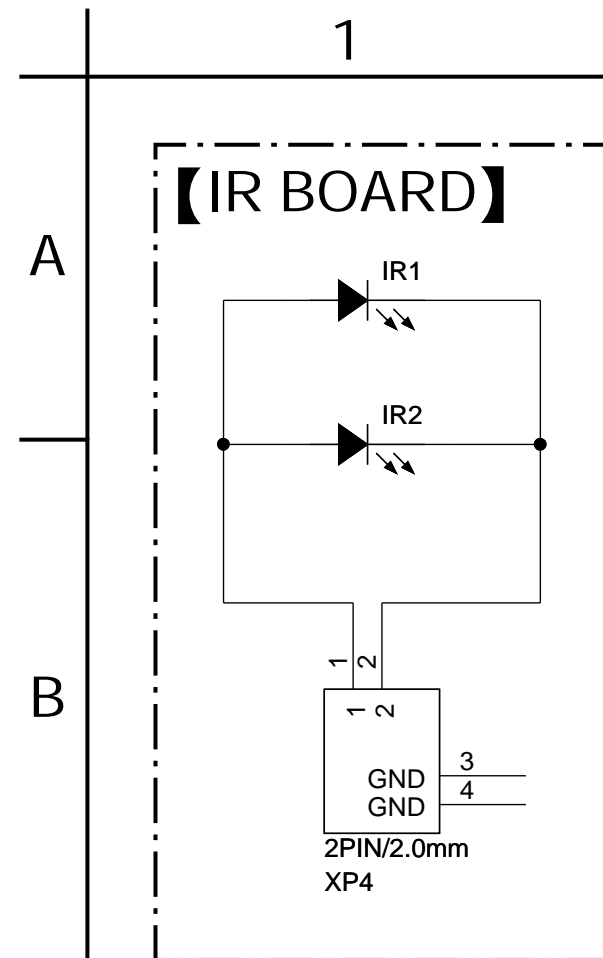 1
A
【IR BOARD】
IR1
IR2
B
1
2
1
2
GND 3
GND 4
2PIN/2.0mm
XP4